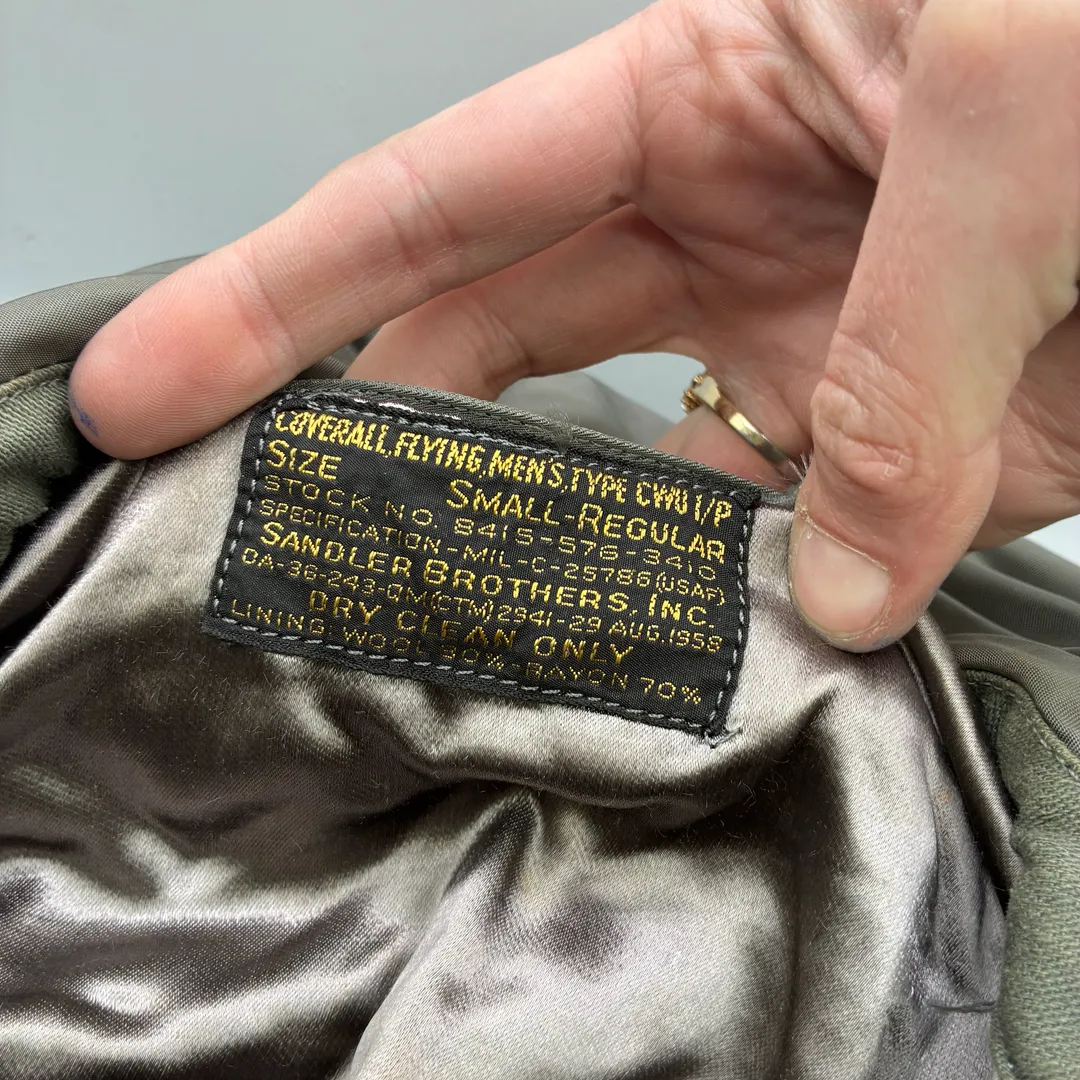 COVERALL, FLYING, MEN'S, TYPE CWU 1/P
SIZE SMALL-REGULAR
STOCK NO. 8415-576-3410
SPECIFICATION-MIL-C-25786(USAF)
SANDLER BROTHERS, INC.
DA-36-243-QM(CTM)2941-29 AUG.1958
DRY CLEAN ONLY
LINING WOOL 30%-RAYON 70%